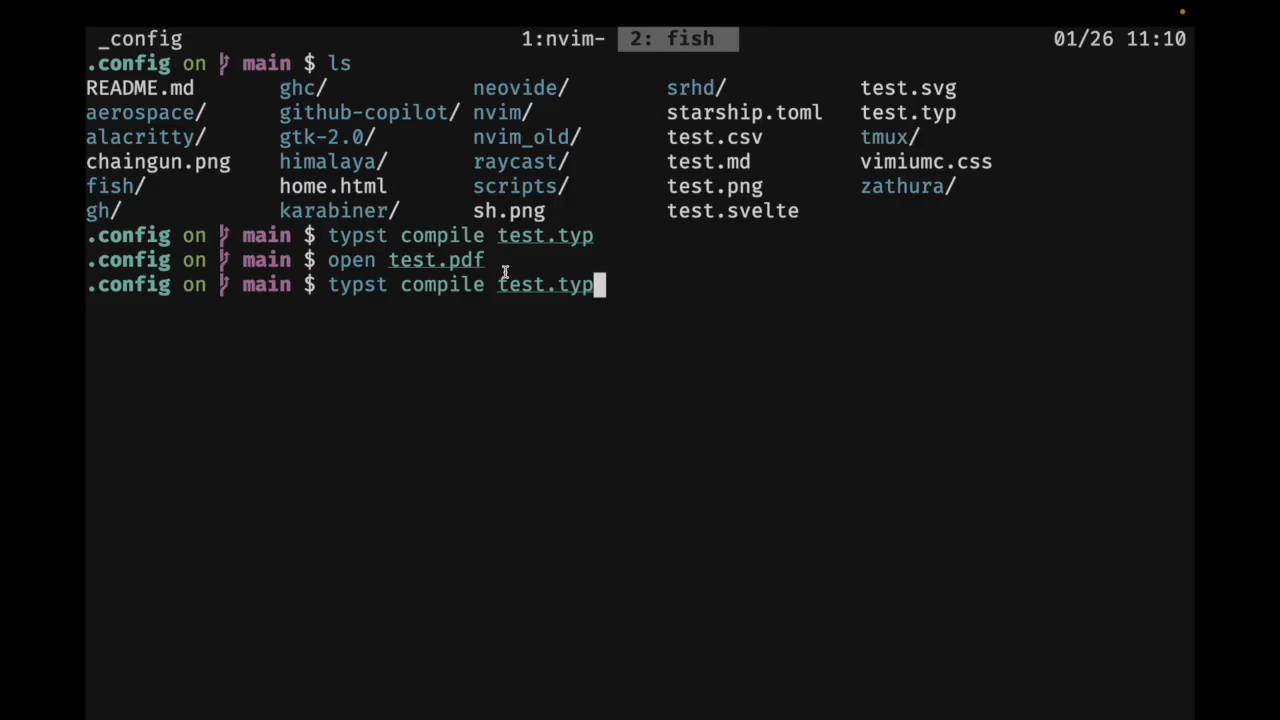 _config 1:nvim- 2: fish 01/26 11:10
.config on main $ ls
README.md ghc/ neovide/ srhd/ test.svg
aerospace/ github-copilot/ nvim/ starship.toml test.typ
alacritty/ gtk-2.0/ nvim_old/ test.csv tmux/
chaingun.png himalaya/ raycast/ test.md vimiumc.css
fish/ home.html scripts/ test.png zathura/
gh/ karabiner/ sh.png test.svelte
.config on main $ typst compile test.typ
.config on main $ open test.pdf
.config on main $ typst compile test.typ